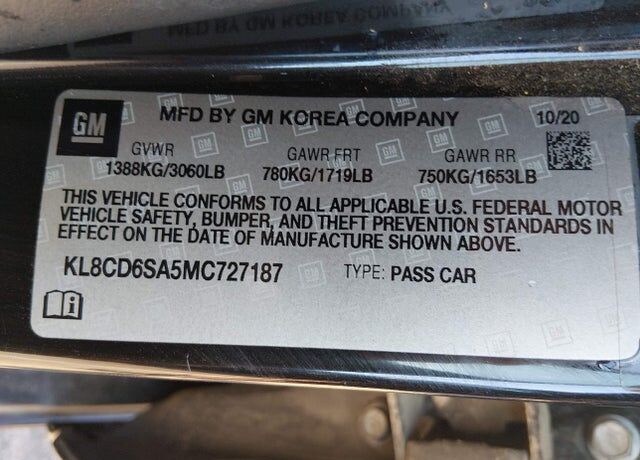 GM
MFD BY GM KOREA COMPANY 10/20
GVWR GAWR FRT GAWR RR
1388KG/3060LB 780KG/1719LB 750KG/1653LB
THIS VEHICLE CONFORMS TO ALL APPLICABLE U.S. FEDERAL MOTOR
VEHICLE SAFETY, BUMPER, AND THEFT PREVENTION STANDARDS IN
EFFECT ON THE DATE OF MANUFACTURE SHOWN ABOVE.
KL8CD6SA5MC727187 TYPE: PASS CAR